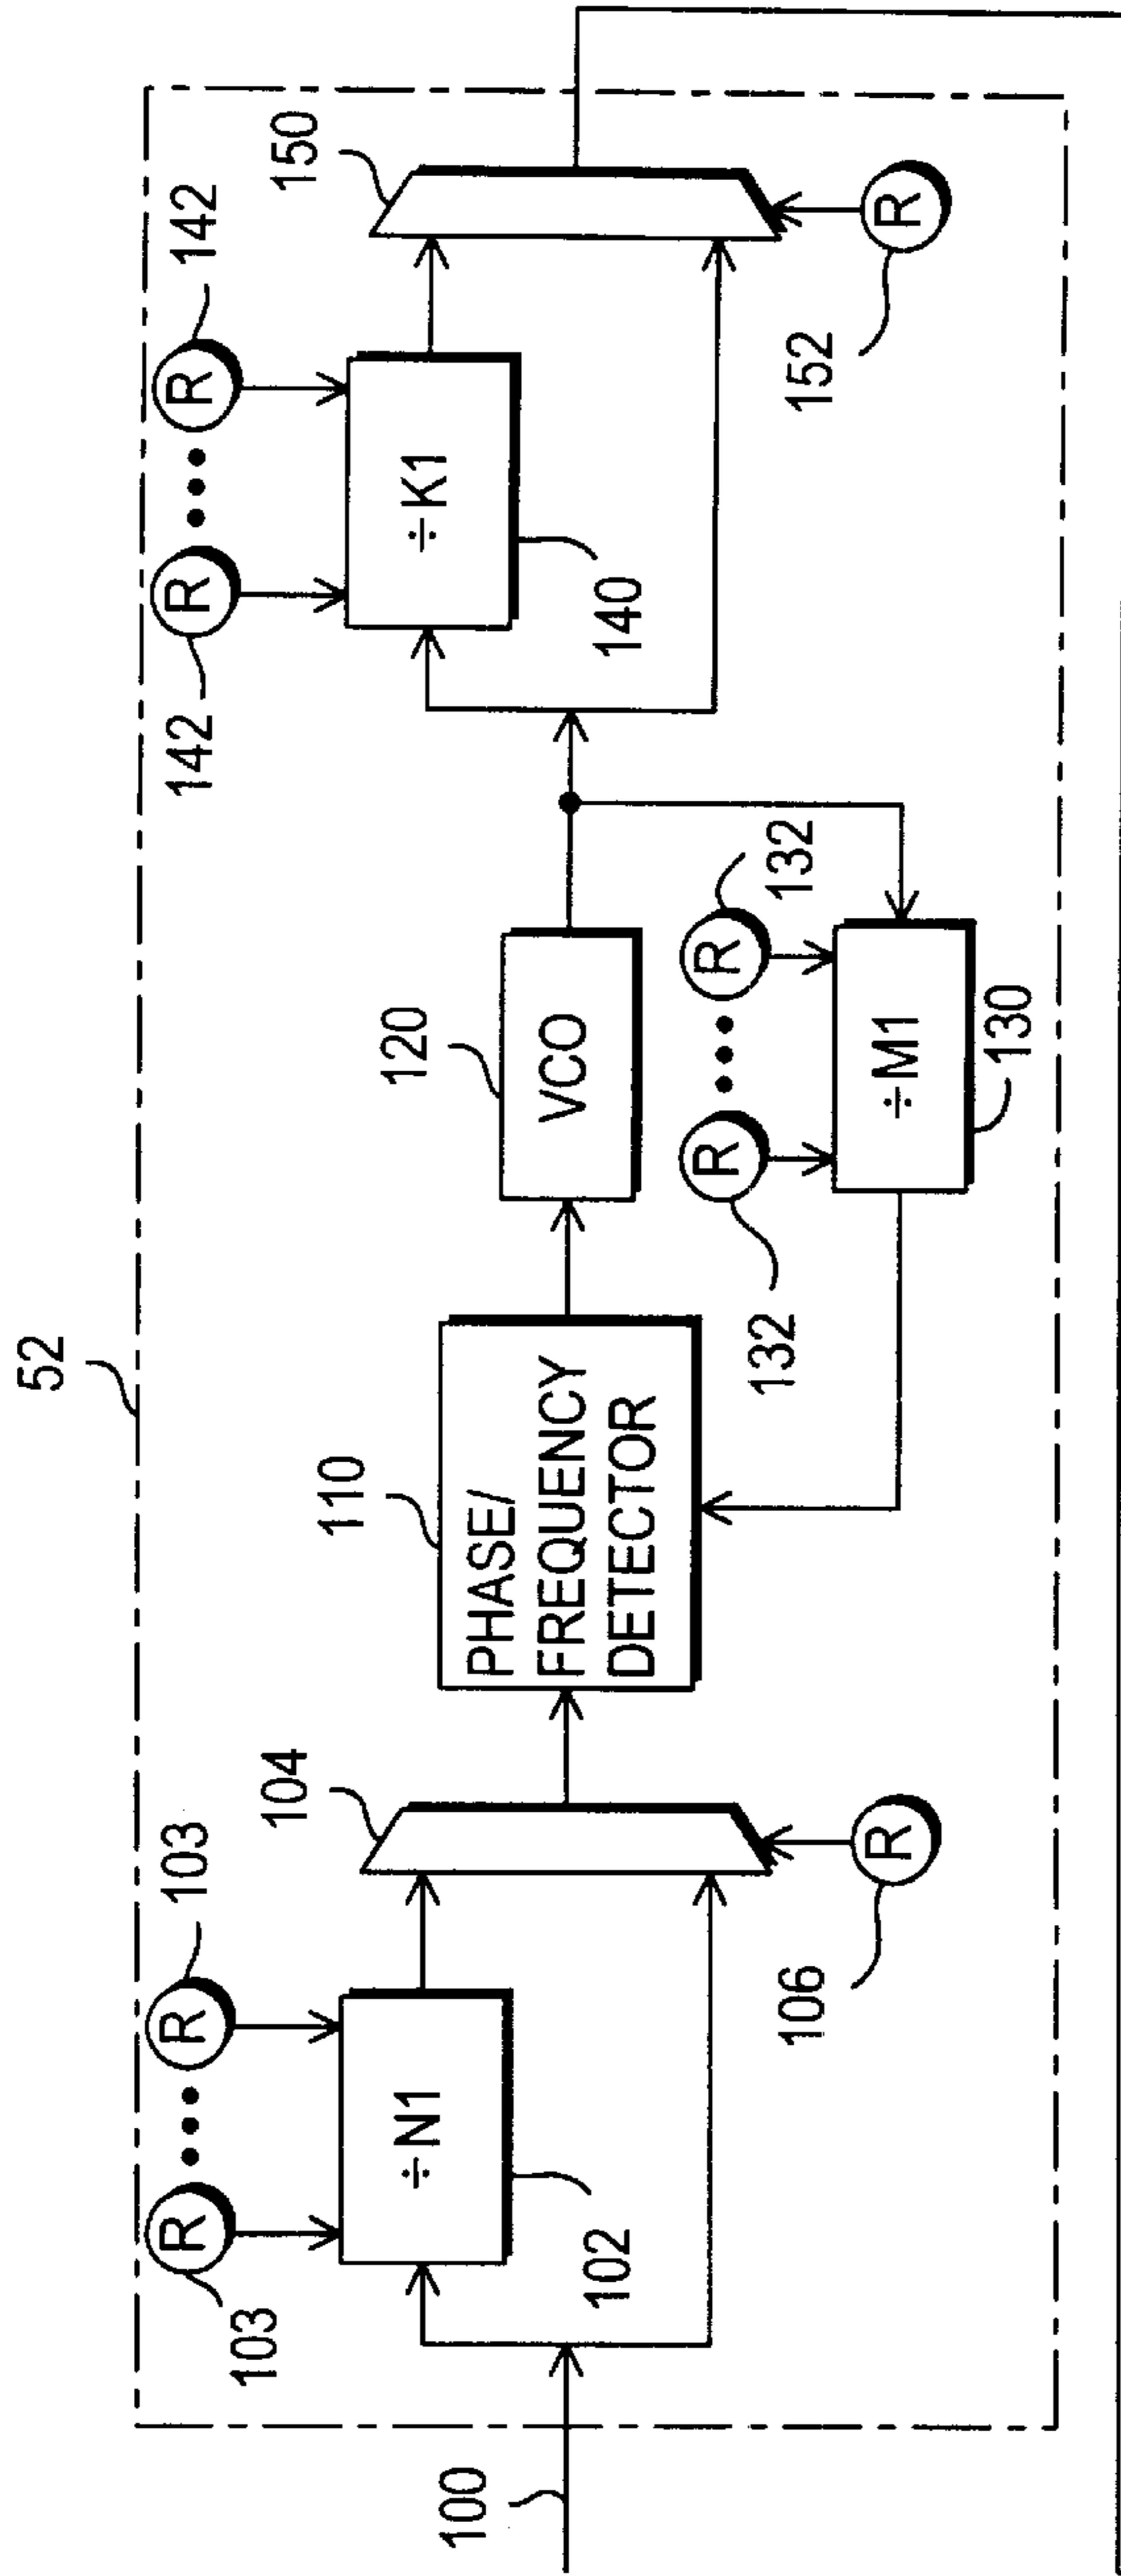 52
103
103
R
R
÷N1
102
100
104
R
106
110
PHASE/
FREQUENCY
DETECTOR
120
VCO
132
132
R
R
÷M1
130
142
142
R
R
÷K1
140
150
R
152